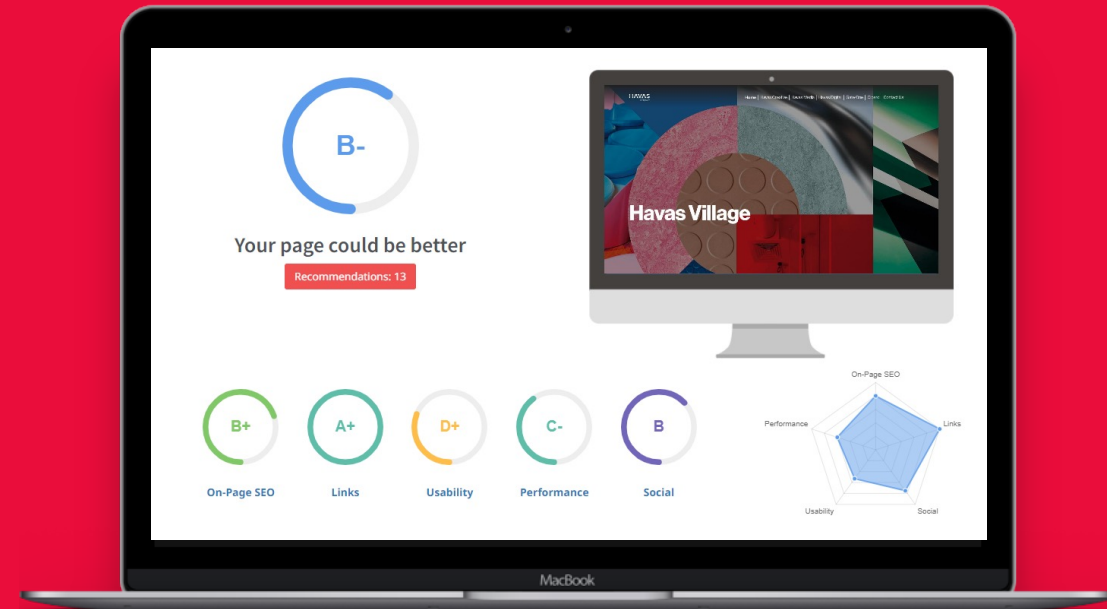 B-
Your page could be better
Recommendations: 13
HAVAS
Havas Village
B+
A+
D+
C-
B
On-Page SEO
Links
Usability
Performance
Social
On-Page SEO
Performance
Links
Usability
Social
MacBook